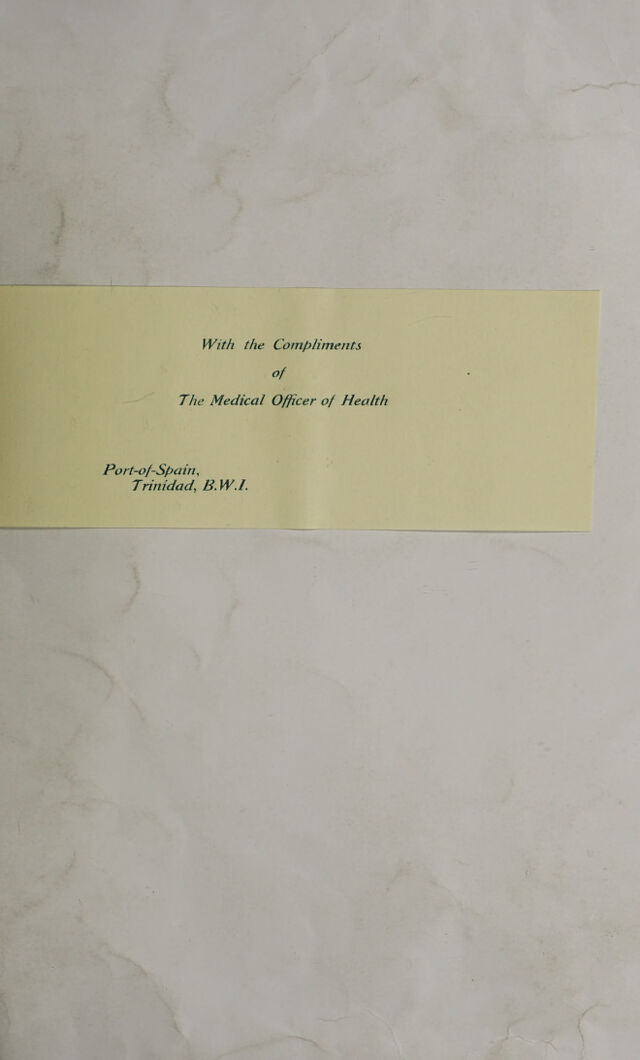 With the Compliments
of
The Medical Officer of Health
Port-of-Spain,
Trinidad, B.W.I.